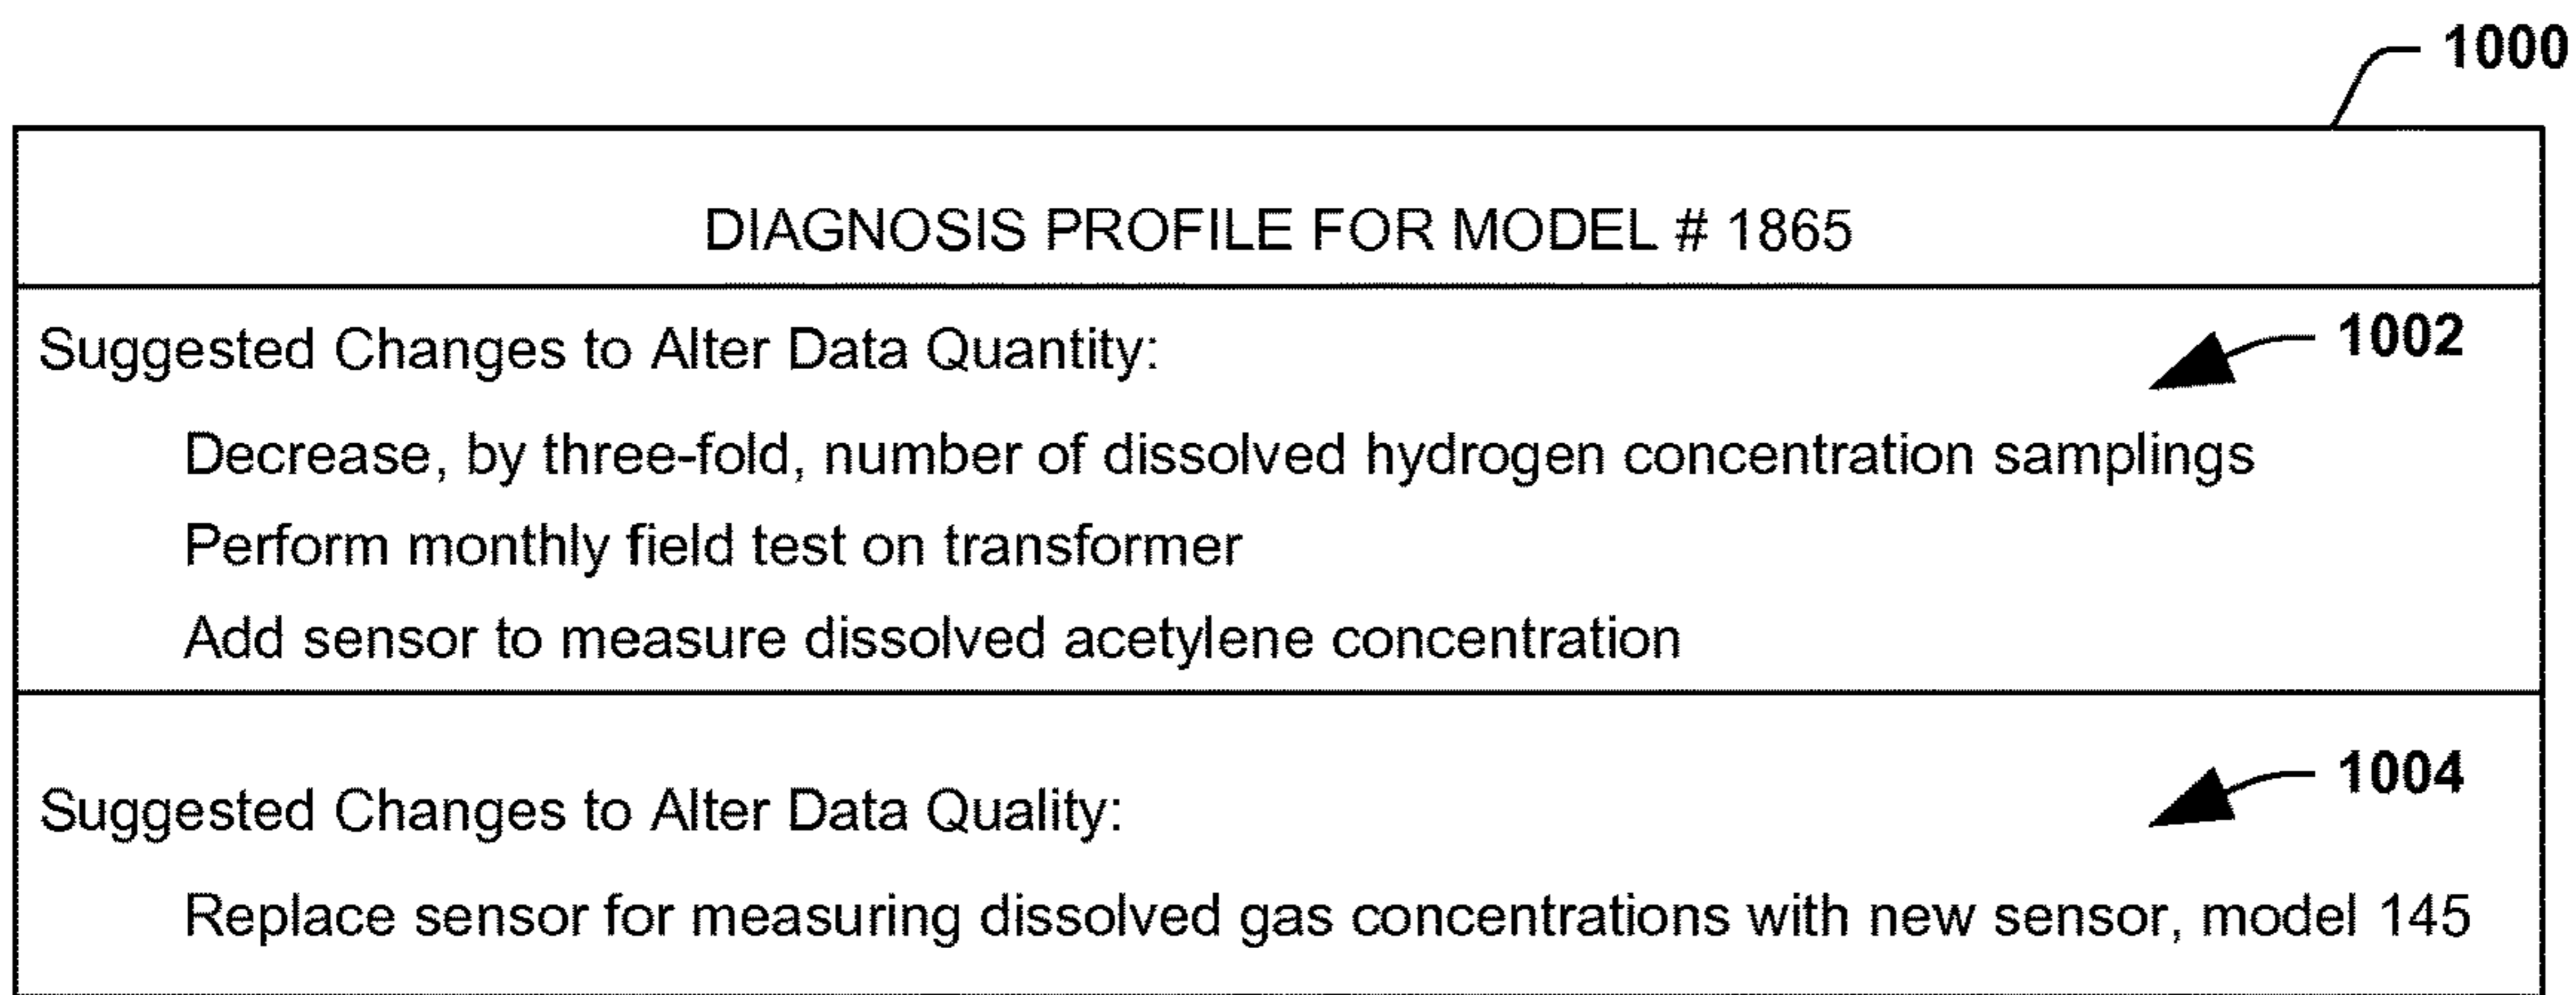 1000
DIAGNOSIS PROFILE FOR MODEL # 1865
Suggested Changes to Alter Data Quantity:
1002
Decrease, by three-fold, number of dissolved hydrogen concentration samplings
Perform monthly field test on transformer
Add sensor to measure dissolved acetylene concentration
1004
Suggested Changes to Alter Data Quality:
Replace sensor for measuring dissolved gas concentrations with new sensor, model 145